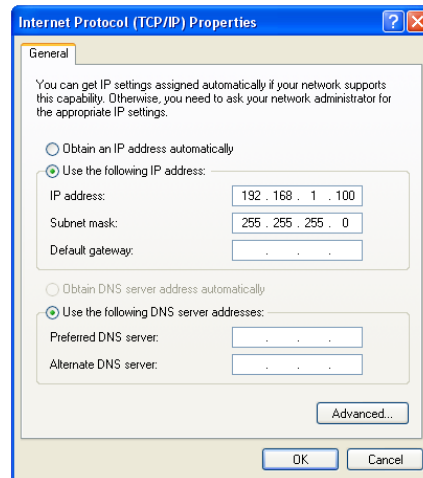 Internet Protocol (TCP/IP) Properties
General
You can get IP settings assigned automatically if your network supports
this capability. Otherwise, you need to ask your network administrator for
the appropriate IP settings.
Obtain an IP address automatically
Use the following IP address:
IP address: 192 . 168 . 1 . 100
Subnet mask: 255 . 255 . 255 . 0
Default gateway: . . .
Obtain DNS server address automatically
Use the following DNS server addresses:
Preferred DNS server: . . .
Alternate DNS server: . . .
Advanced...
OK Cancel